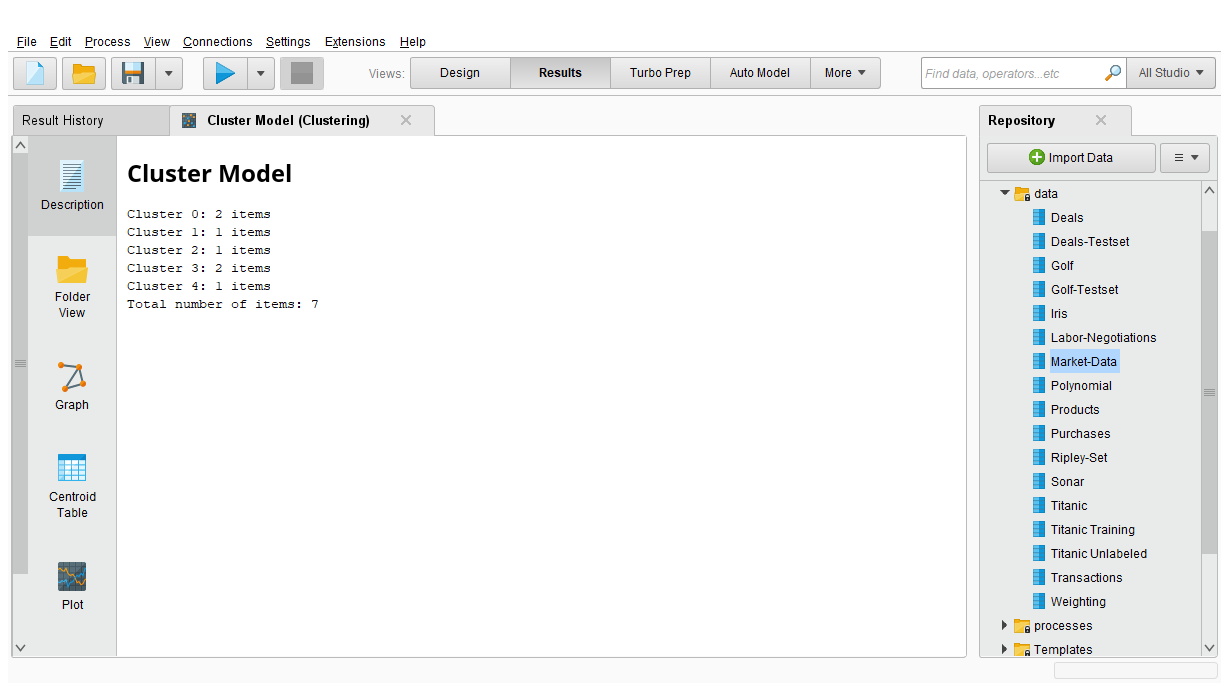 File Edit Process View Connections Settings Extensions Help
Views: Design Results Turbo Prep Auto Model More Find data, operators...etc All Studio
Result History Cluster Model (Clustering) Repository
Import Data
Description
Folder
View
Graph
Centroid
Table
Plot
Cluster Model
Cluster 0: 2 items
Cluster 1: 1 items
Cluster 2: 1 items
Cluster 3: 2 items
Cluster 4: 1 items
Total number of items: 7
data
Deals
Deals-Testset
Golf
Golf-Testset
Iris
Labor-Negotiations
Market-Data
Polynomial
Products
Purchases
Ripley-Set
Sonar
Titanic
Titanic Training
Titanic Unlabeled
Transactions
Weighting
processes
Templates